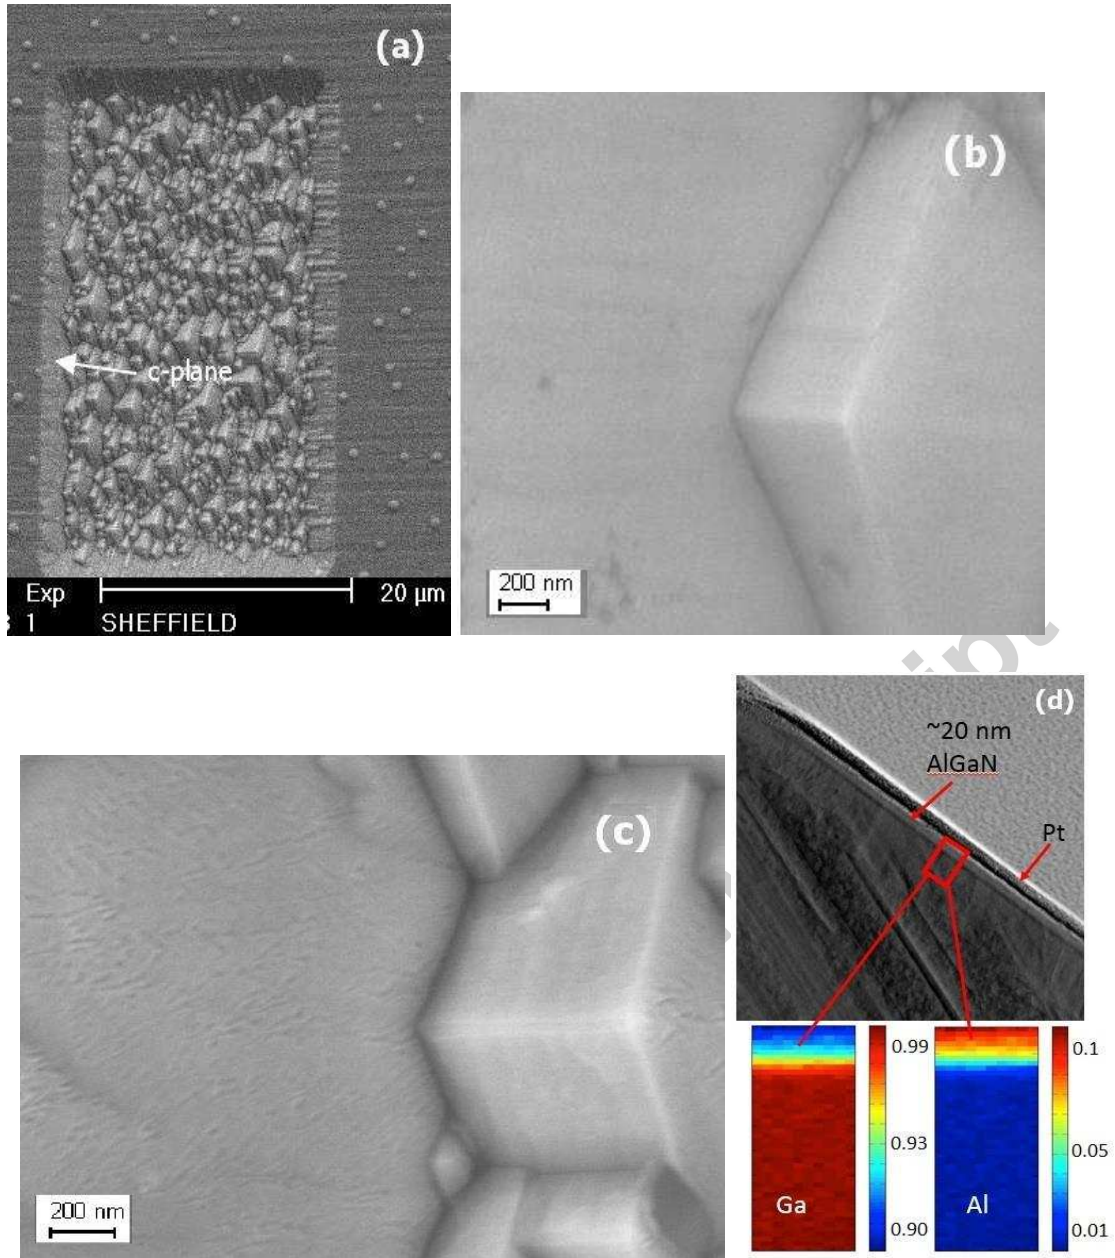 (a)
c-plane
Exp
20 µm
1
SHEFFIELD
(b)
200 nm
(c)
200 nm
(d)
~20 nm
AlGaN
Pt
0.99
0.93
0.90
Ga
0.1
0.05
0.01
Al